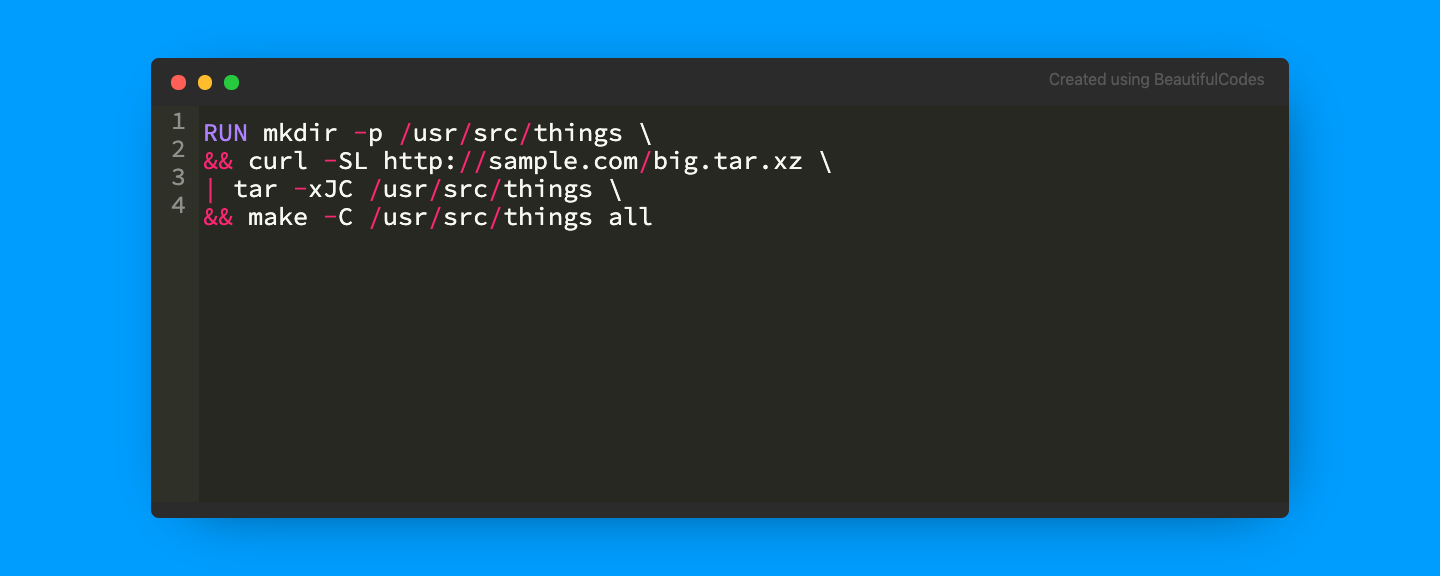 Created using BeautifulCodes
1 RUN mkdir -p /usr/src/things \
2 && curl -SL http://sample.com/big.tar.xz \
3 | tar -xJC /usr/src/things \
4 && make -C /usr/src/things all